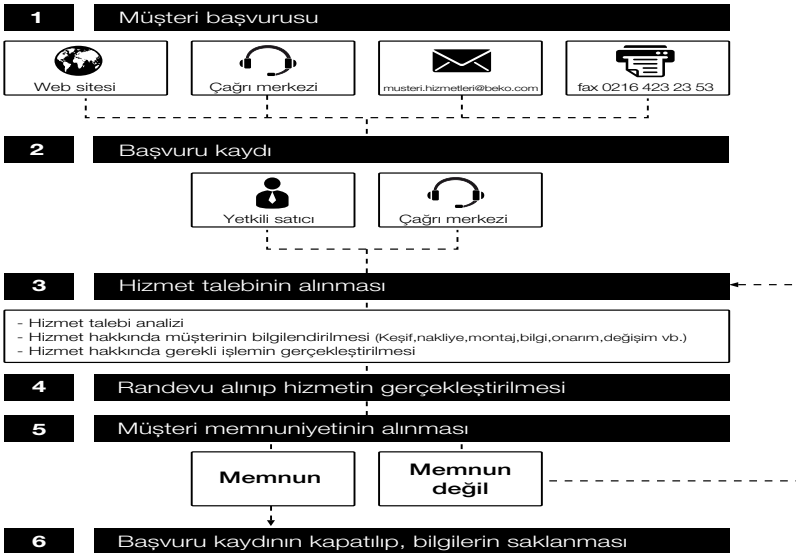 1 Müşteri başvurusu
Web sitesi
Çağrı merkezi
musteri.hizmetleri@beko.com
fax 0216 423 23 53
2 Başvuru kaydı
Yetkili satıcı
Çağrı merkezi
3 Hizmet talebinin alınması
- Hizmet talebi analizi
- Hizmet hakkında müşterinin bilgilendirilmesi (Keşif,nakliye,montaj,bilgi,onarım,değişim vb.)
- Hizmet hakkında gerekli işlemin gerçekleştirilmesi
4 Randevu alınıp hizmetin gerçekleştirilmesi
5 Müşteri memnuniyetinin alınması
Memnun
Memnun
değil
6 Başvuru kaydının kapatılıp, bilgilerin saklanması